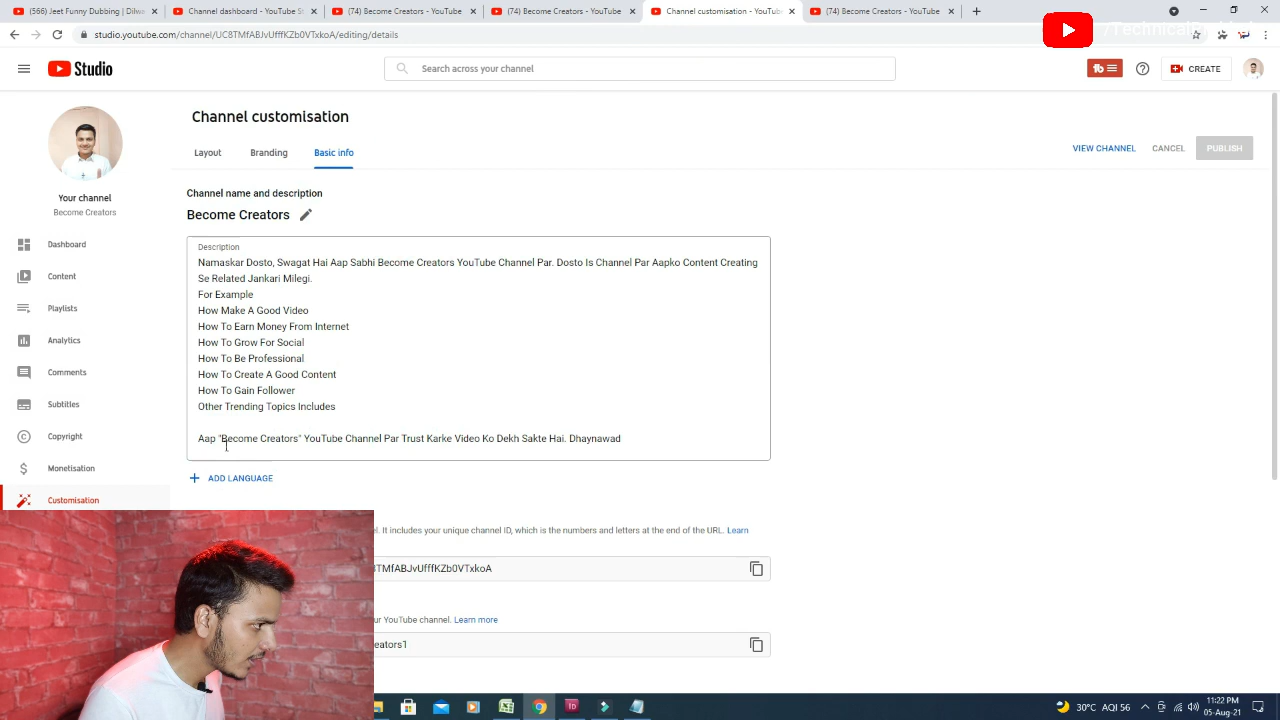 (566) 10 Become Creators - Dilwa
Studi
(74) Become Creators - YouTube
(74) Become Creators - YouTube
Channel customisation - YouTube
(74) Become Creators - YouTube
studio.youtube.com/channel/UC8TMfABJvUfffKZb0VTxkoA/editing/details
Studio
Search across your channel
CREATE
Channel customisation
Layout
Branding
Basic info
VIEW CHANNEL
CANCEL
PUBLISH
Your channel
Become Creators
Dashboard
Content
Playlists
Analytics
Comments
Subtitles
Copyright
Monetisation
Customisation
Channel name and description
Become Creators
Description
Namaskar Dosto, Swagat Hai Aap Sabhi Become Creators YouTube Channel Par. Dosto Is Channel Par Aapko Content Creating
Se Related Jankari Milegi.
For Example
How Make A Good Video
How To Earn Money From Internet
How To Grow For Social
How To Be Professional
How To Create A Good Content
How To Gain Follower
Other Trending Topics Includes
Aap "Become Creators" YouTube Channel Par Trust Karke Video Ko Dekh Sakte Hai. Dhaynawad
ADD LANGUAGE
l. It includes your unique channel ID, which is the numbers and letters at the end of the URL. Learn
TMfABJvUfffKZb0VTxkoA
ur YouTube channel. Learn more
eators1
30°C AQI 56
ENG
11:22 PM
05-Aug-21